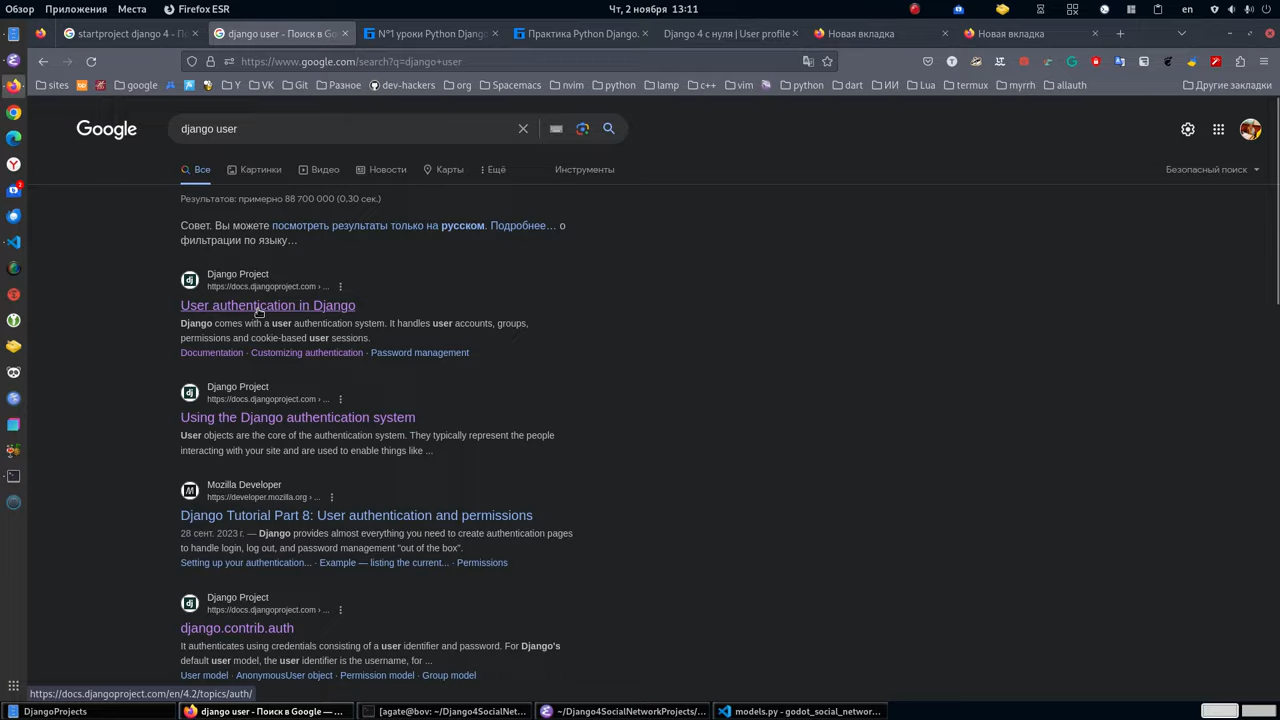 Обзор Приложения Места Firefox ESR Чт, 2 ноября 13:11 en
startproject django 4 - П django user - Поиск в Go N°1 уроки Python Django Практика Python Django. Django 4 с нуля | User profile Новая вкладка Новая вкладка
https://www.google.com/search?q=django+user
sites google Y VK Git Разное dev-hackers org Spacemacs nvim python lamp c++ vim python dart ИИ Lua termux myrrh allauth Другие закладки
Google django user
Все Картинки Видео Новости Карты Ещё Инструменты Безопасный поиск
Результатов: примерно 88 700 000 (0,30 сек.)
Совет. Вы можете посмотреть результаты только на русском. Подробнее… о
фильтрации по языку…
Django Project
https://docs.djangoproject.com › ...
User authentication in Django
Django comes with a user authentication system. It handles user accounts, groups,
permissions and cookie-based user sessions.
Documentation · Customizing authentication · Password management
Django Project
https://docs.djangoproject.com › ...
Using the Django authentication system
User objects are the core of the authentication system. They typically represent the people
interacting with your site and are used to enable things like ...
Mozilla Developer
https://developer.mozilla.org › ...
Django Tutorial Part 8: User authentication and permissions
28 сент. 2023 г. — Django provides almost everything you need to create authentication pages
to handle login, log out, and password management "out of the box".
Setting up your authentication... · Example — listing the current... · Permissions
Django Project
https://docs.djangoproject.com › ...
django.contrib.auth
It authenticates using credentials consisting of a user identifier and password. For Django's
default user model, the user identifier is the username, for ...
User model · AnonymousUser object · Permission model · Group model
https://docs.djangoproject.com/en/4.2/topics/auth/
DjangoProjects django user - Поиск в Google — ... [agate@bov: ~/Django4SocialNet... ~/Django4SocialNetworkProjects/... models.py - godot_social_networ...